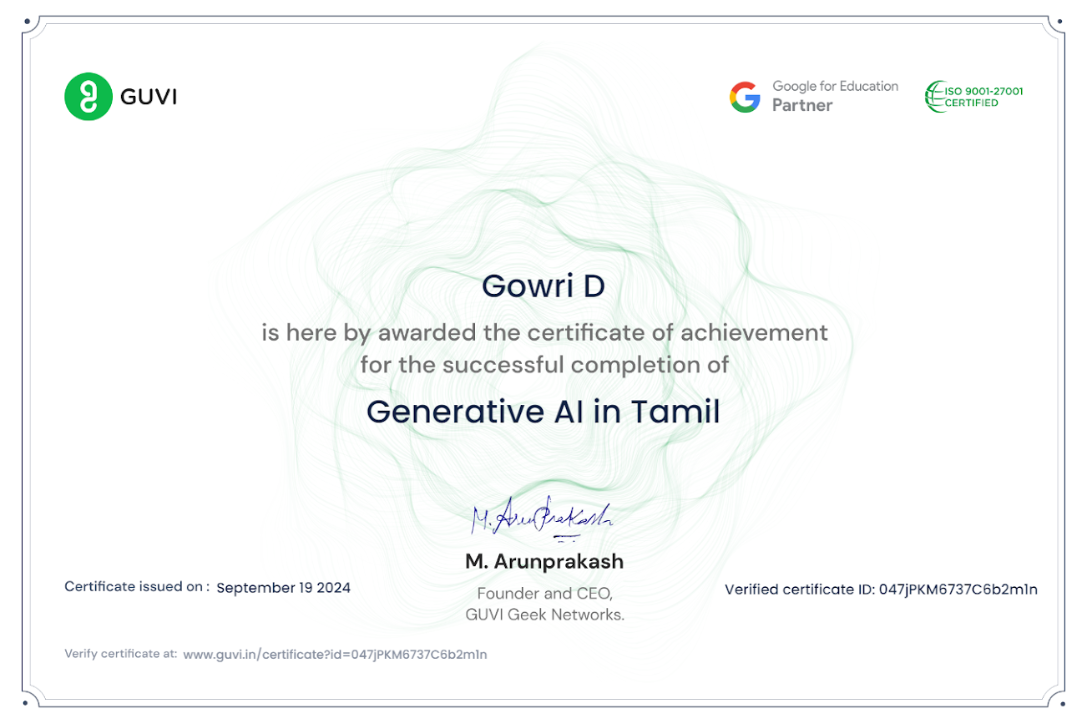 GUVI
Google for Education
Partner
ISO 9001-27001
CERTIFIED
Gowri D
is here by awarded the certificate of achievement
for the successful completion of
Generative AI in Tamil
M. Arunprakash
M. Arunprakash
Founder and CEO,
GUVI Geek Networks.
Certificate issued on : September 19 2024
Verified certificate ID: 047jPKM6737C6b2m1n
Verify certificate at: www.guvi.in/certificate?id=047jPKM6737C6b2m1n